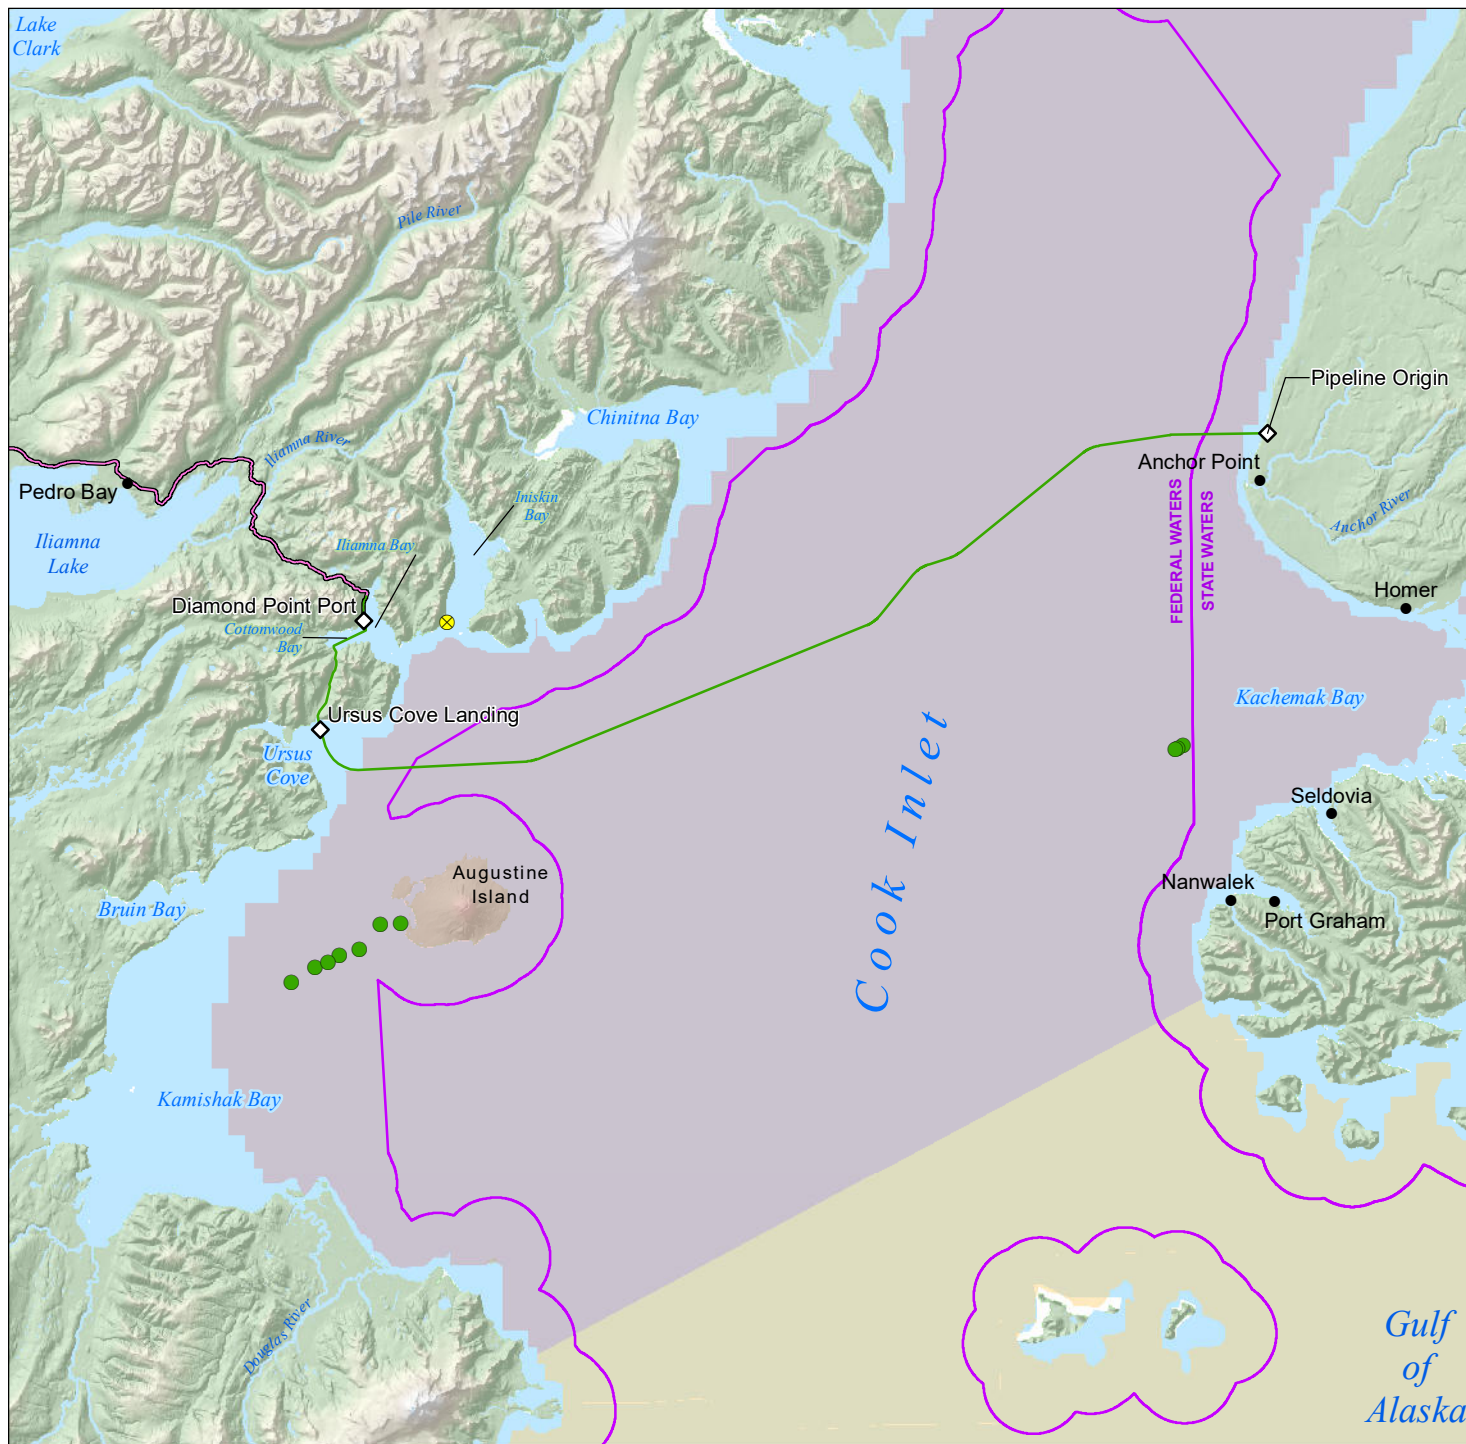 Lake
Clark
Pile River
Pipeline Origin
Chinitna Bay
Iliamna River
Anchor Point
Pedro Bay
Iniskin
Bay
Anchor River
FEDERAL WATERS
STATE WATERS
Iliamna
Lake
Iliamna Bay
Homer
Diamond Point Port
Cottonwood
Bay
Kachemak Bay
Ursus Cove Landing
Ursus
Cove
Cook Inlet
Seldovia
Augustine
Island
Nanwalek
Port Graham
Bruin Bay
Kamishak Bay
Douglas River
Gulf
of
Alaska